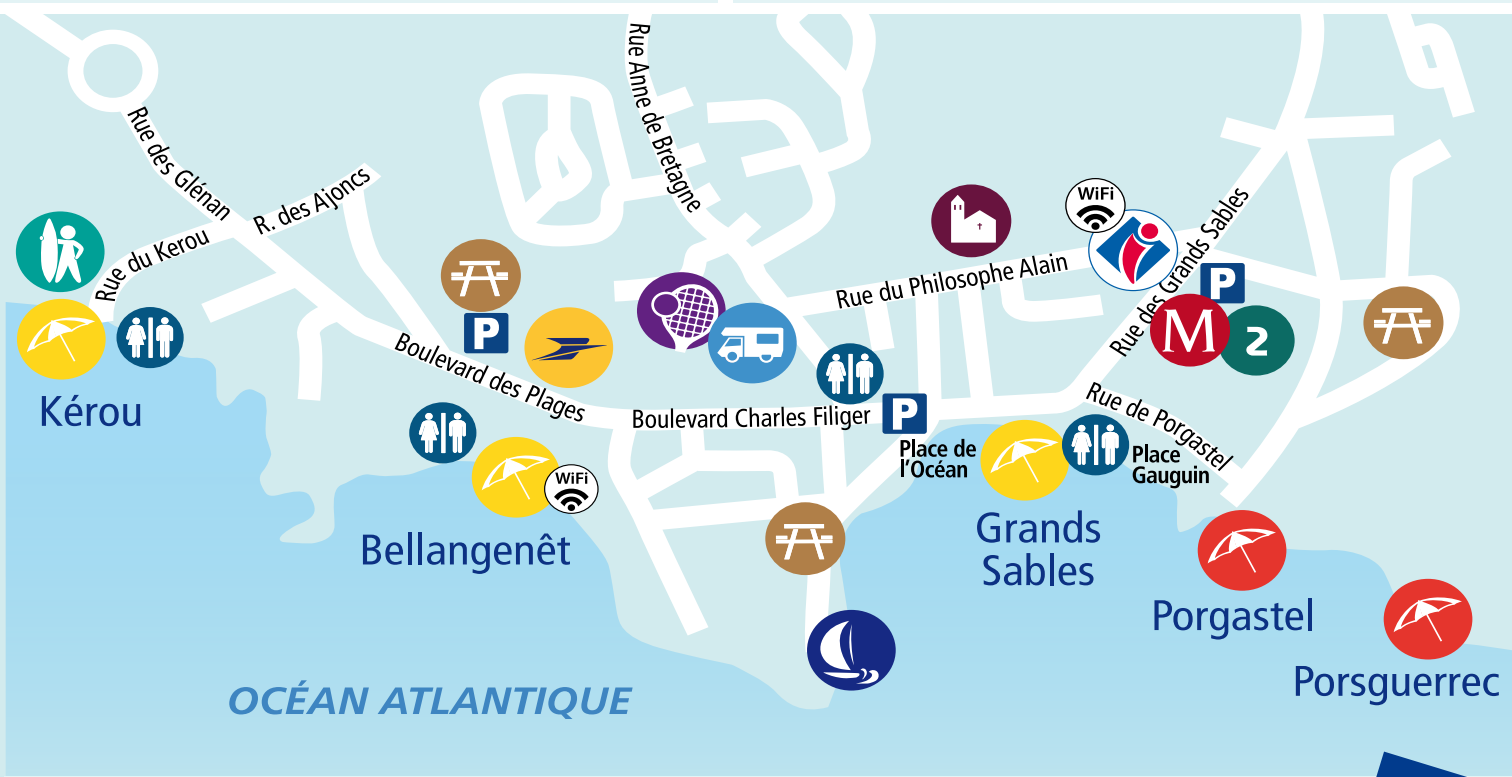 Rue Anne de Bretagne
Rue des Glénan
R. des Ajoncs
Rue du Kerou
WiFi
Rue des Grands Sables
Rue du Philosophe Alain
P
P
M
2
Boulevard des Plages
Kérou
Boulevard Charles Filiger
P
Rue de Porgastel
Place de
l'Océan
Place
Gauguin
WiFi
Bellangenêt
Grands
Sables
Porgastel
Porsguerrec
OCÉAN ATLANTIQUE